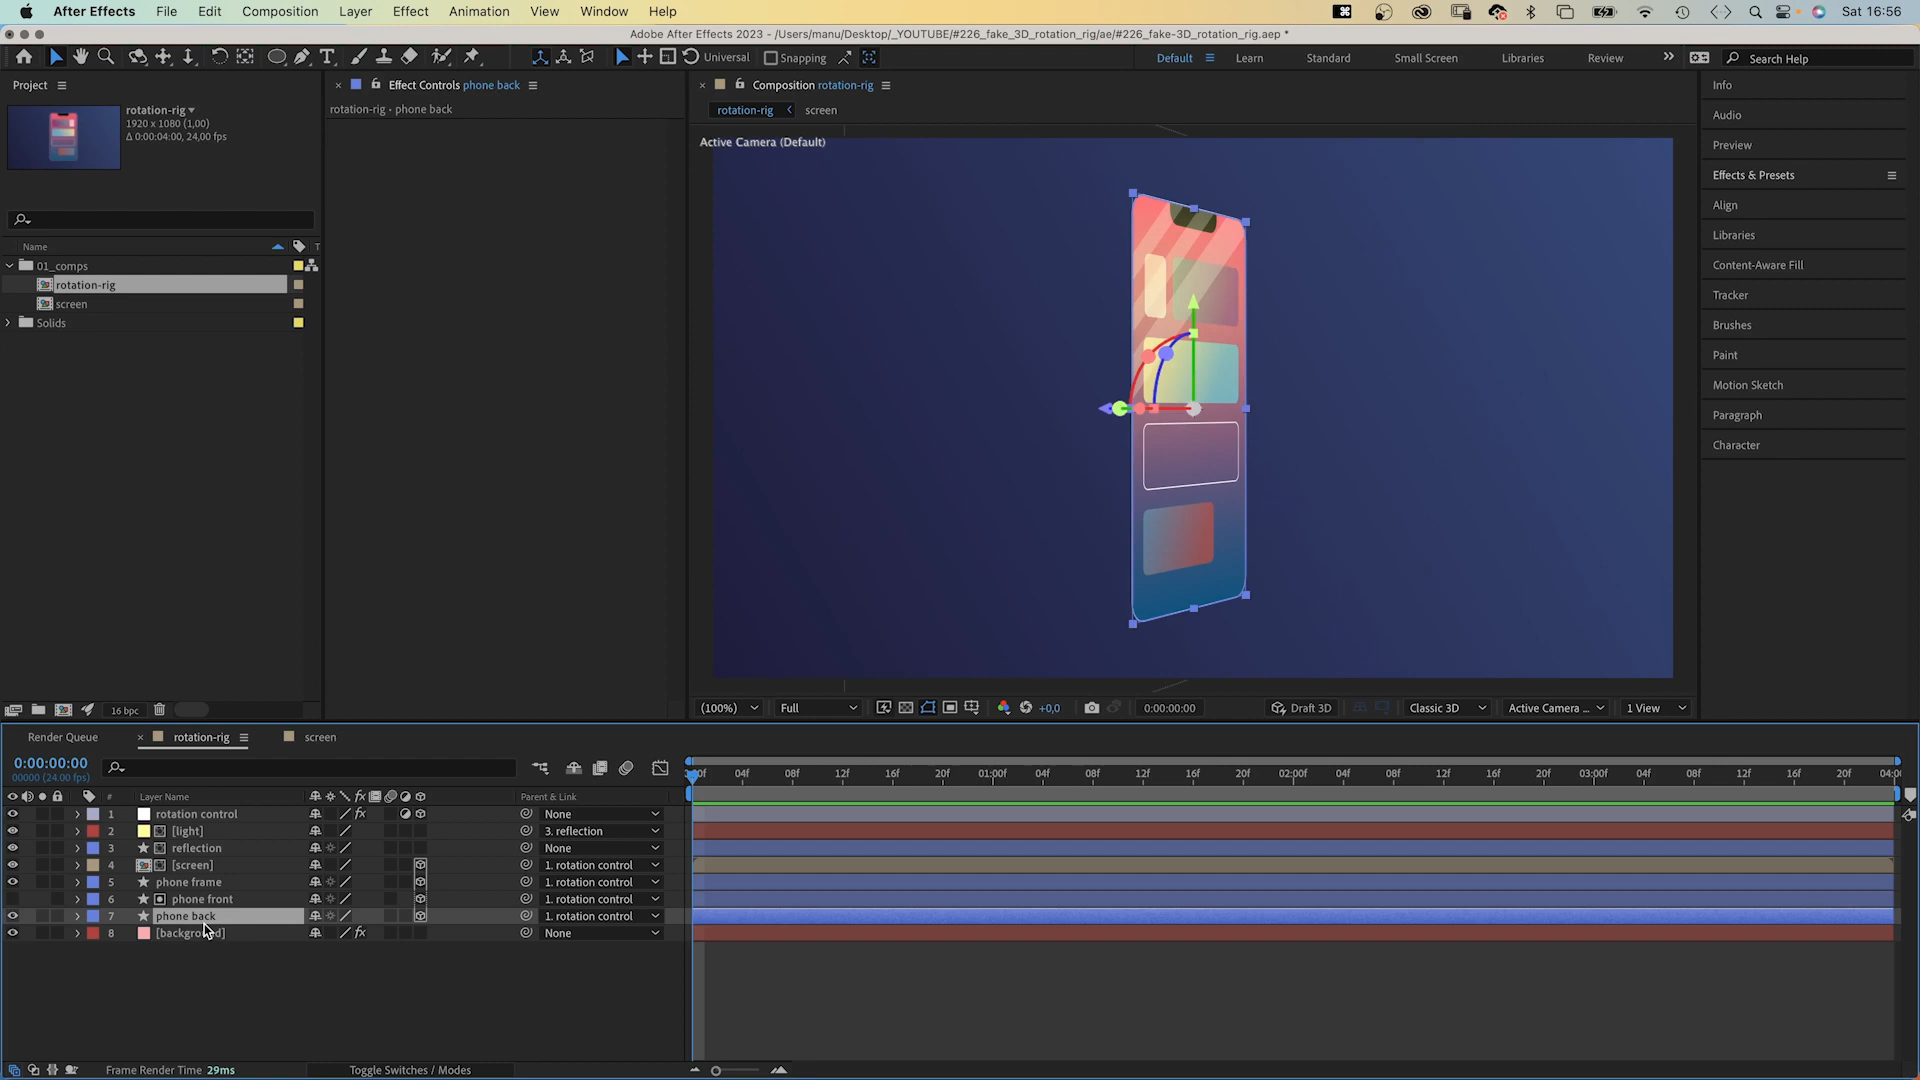 After Effects File Edit Composition Layer Effect Animation View Window Help Sat 16:56
Adobe After Effects 2023 - /Users/manu/Desktop/_YOUTUBE/#226_fake_3D_rotation_rig/ae/#226_fake-3D_rotation_rig.aep *
Universal Snapping Default Learn Standard Small Screen Libraries Review Search Help
Project
Effect Controls phone back
Composition rotation-rig
Info
rotation-rig
1920 x 1080 (1,00)
Δ 0:00:04:00, 24,00 fps
rotation-rig • phone back
rotation-rig screen
Active Camera (Default)
Audio
Preview
Effects & Presets
Align
Libraries
Content-Aware Fill
Tracker
Brushes
Paint
Motion Sketch
Paragraph
Character
Name T
01_comps
rotation-rig
screen
Solids
16 bpc
(100%) Full +0,0 0:00:00:00 Draft 3D Classic 3D Active Camera ... 1 View
Render Queue rotation-rig screen
0:00:00:00
00000 (24.00 fps)
04f 08f 12f 16f 20f 01:00f 04f 08f 12f 16f 20f 02:00f 04f 08f 12f 16f 20f 03:00f 04f 08f 12f 16f 20f
# Layer Name fx Parent & Link
1 rotation control fx None
2 [light] 3. reflection
3 reflection None
4 [screen] 1. rotation control
5 phone frame 1. rotation control
6 phone front 1. rotation control
7 phone back 1. rotation control
8 [background] fx None
Frame Render Time 29ms Toggle Switches / Modes